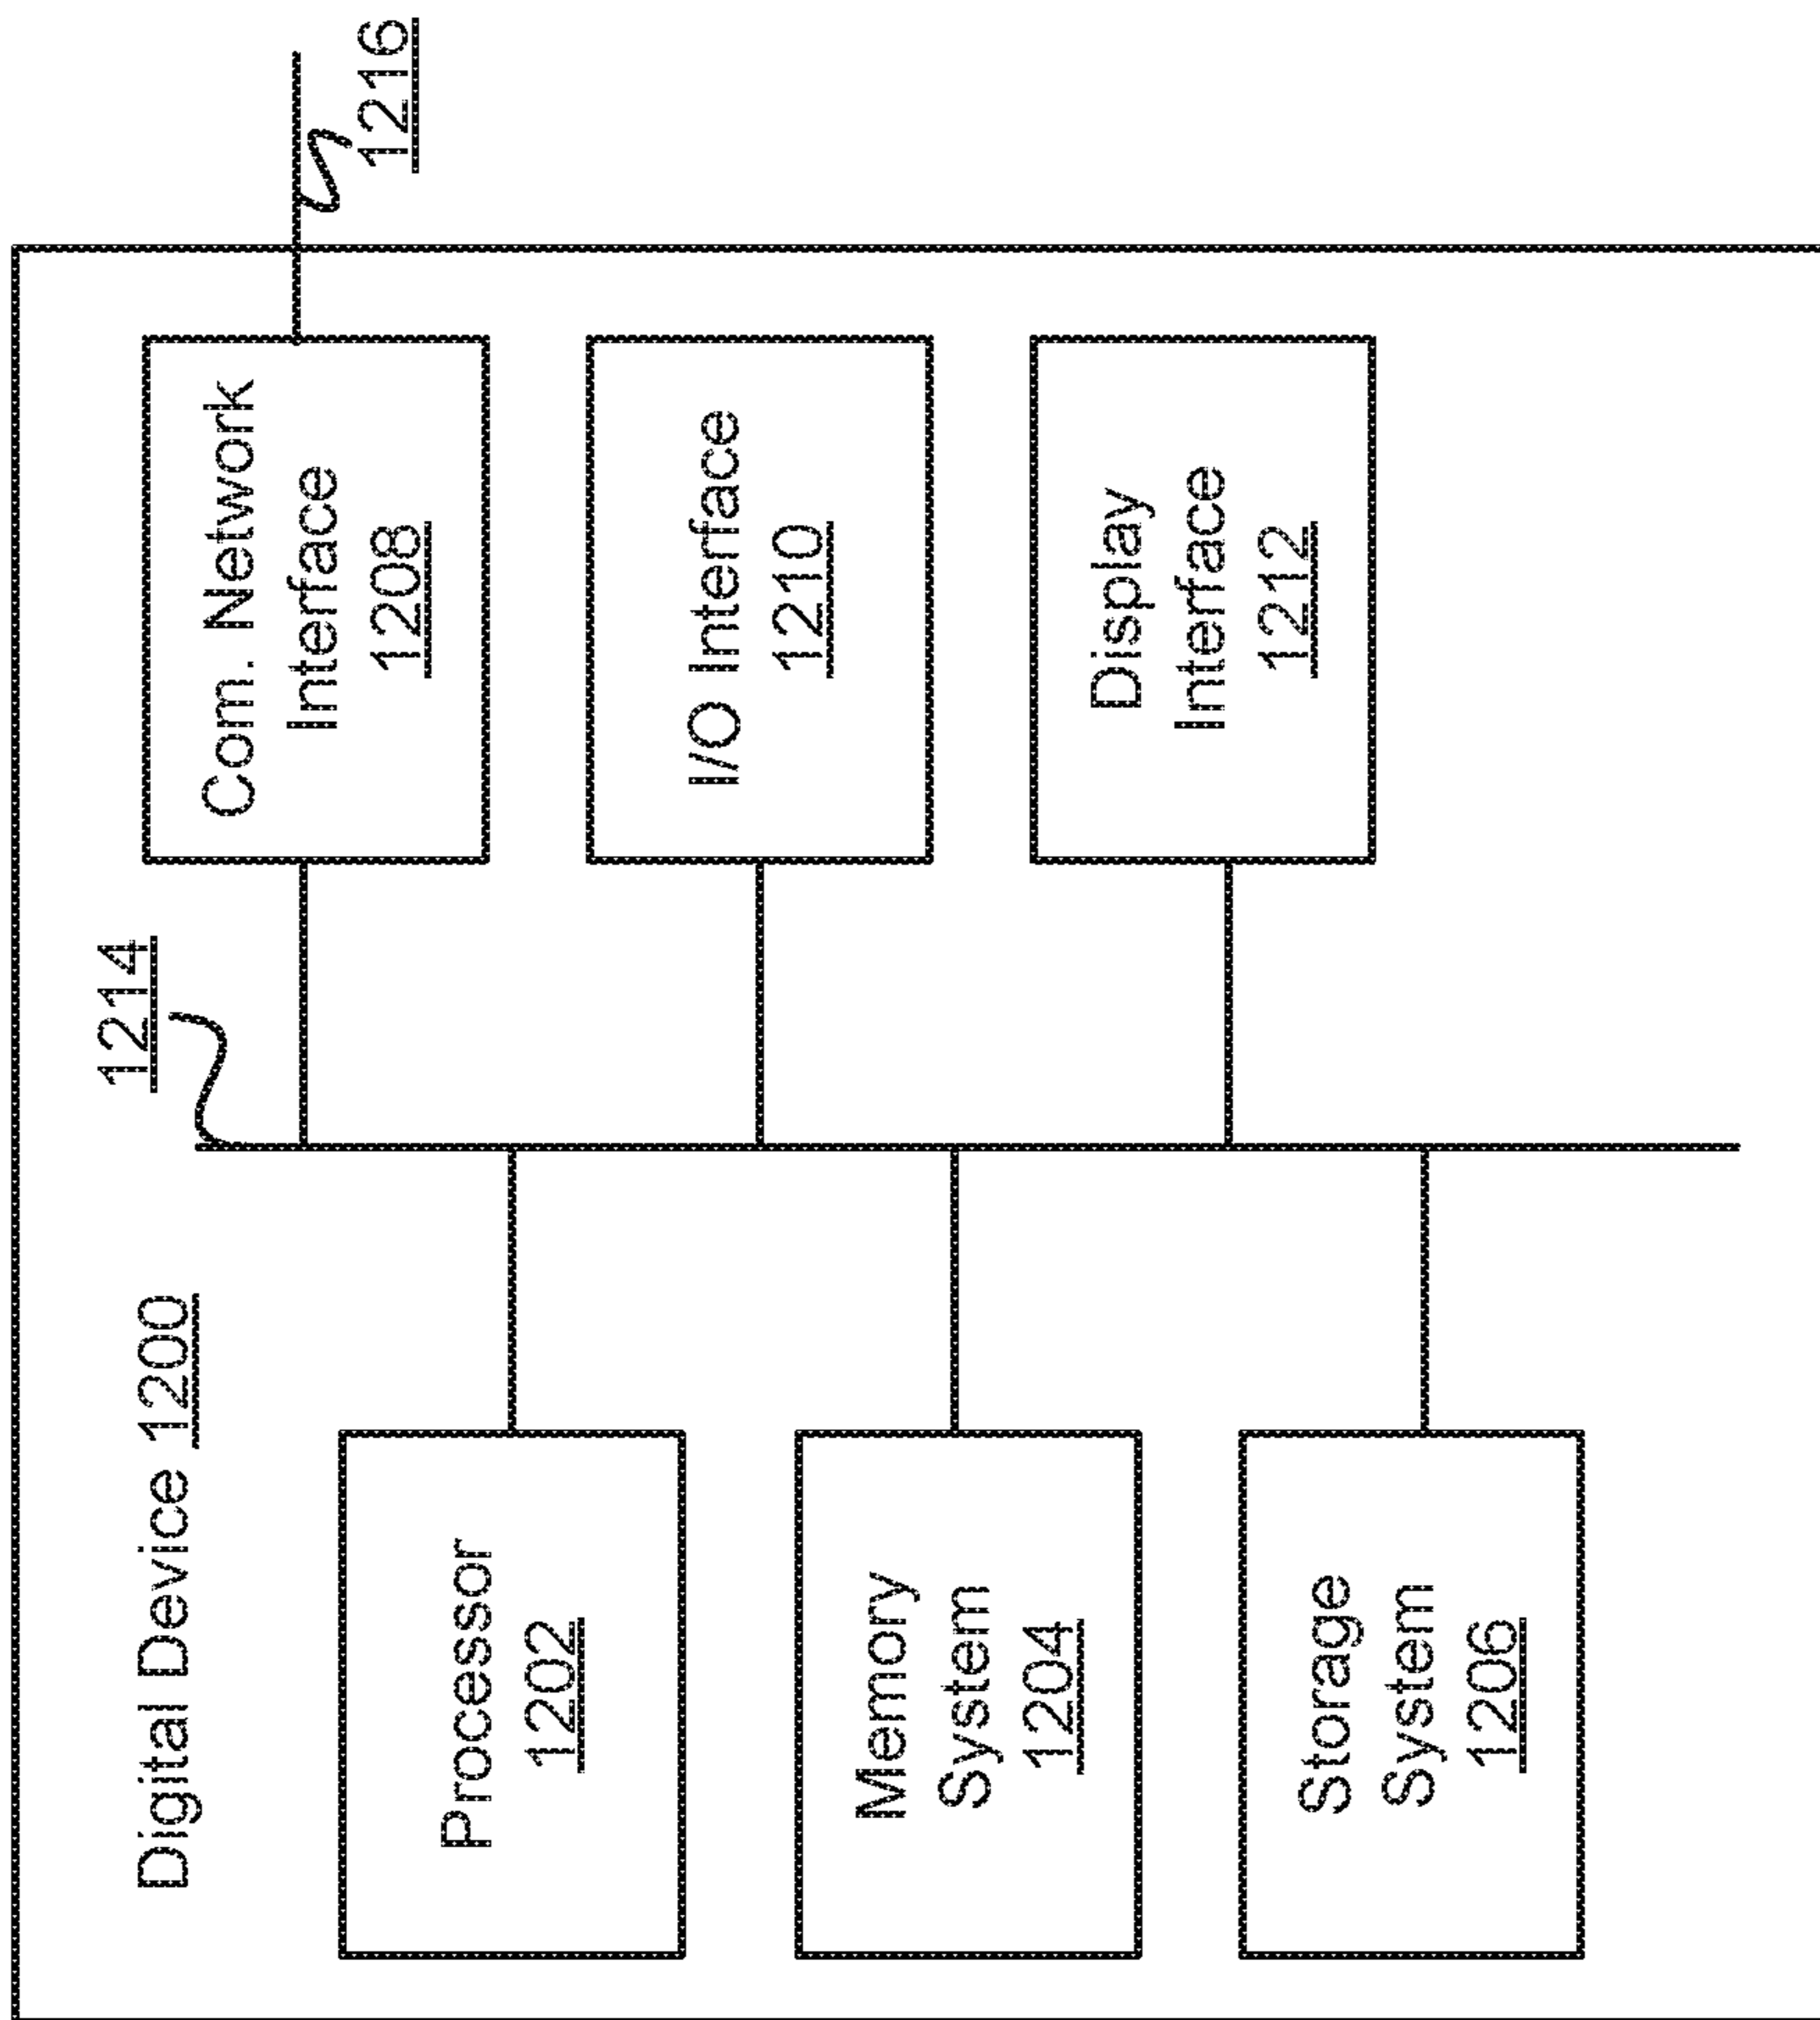 Digital Device 1200
1214
1216
Processor
1202
Memory
System
1204
Storage
System
1206
Com. Network
Interface
1208
I/O Interface
1210
Display
Interface
1212